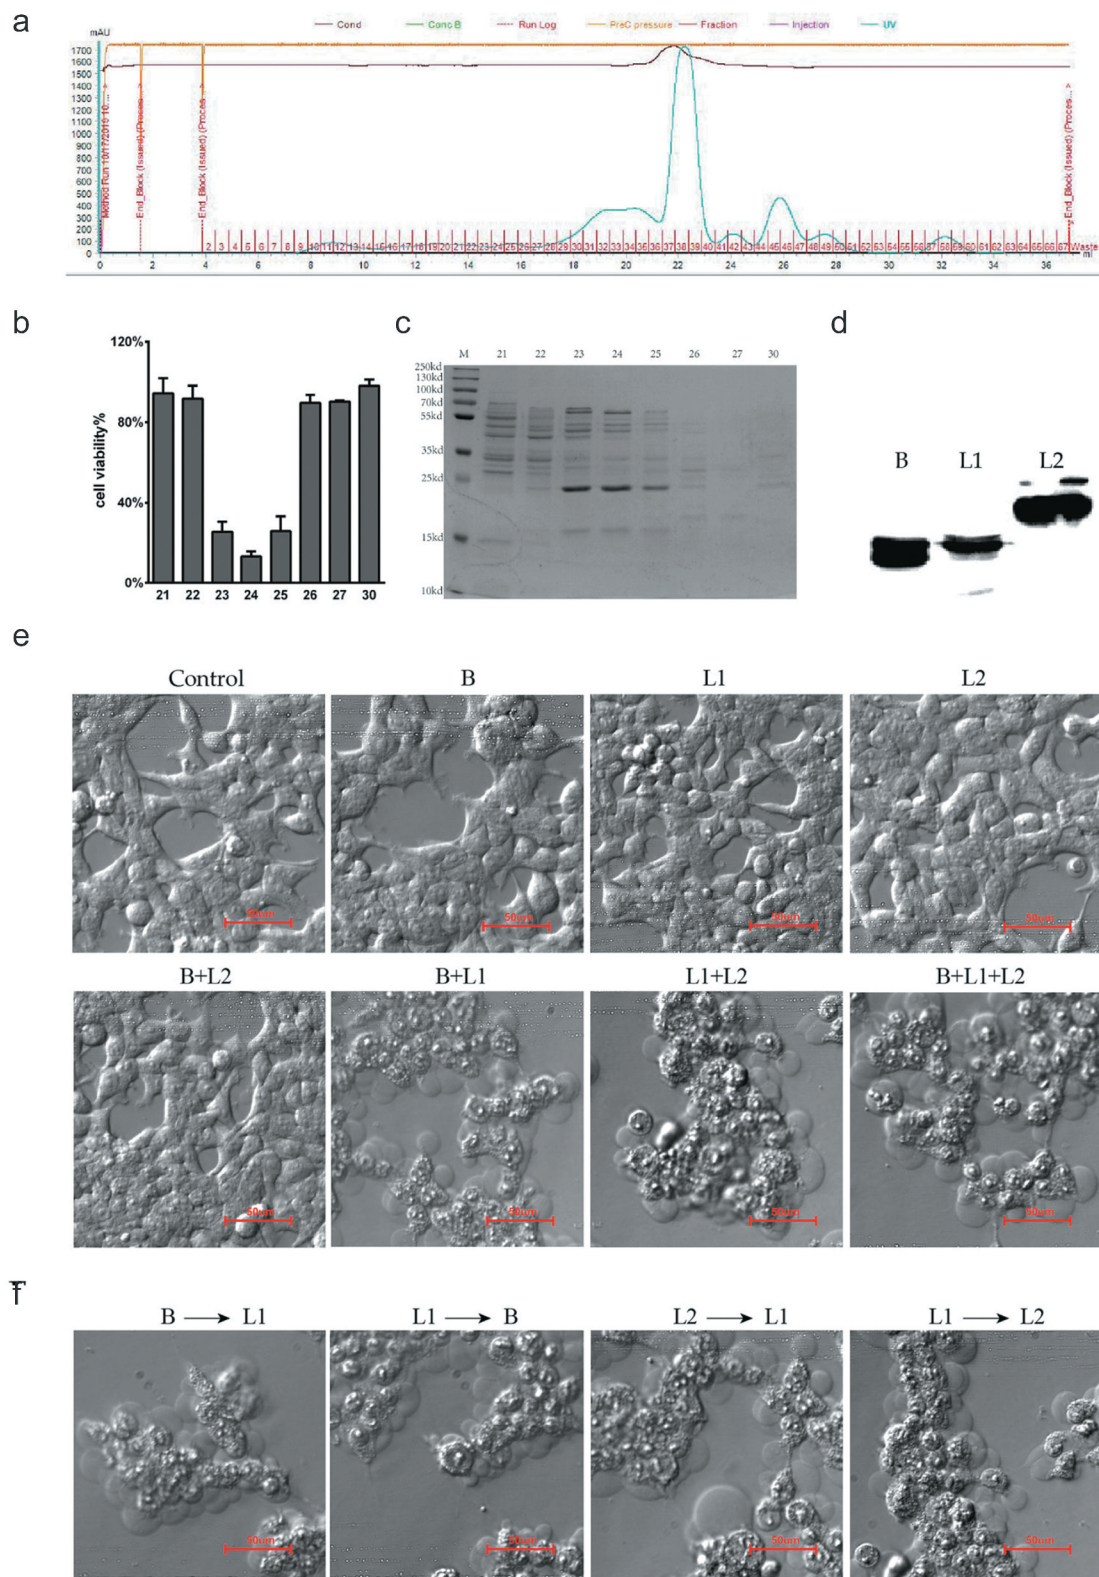 a
Cond Conc B Run Log PreC pressure Fraction Injection UV
mAU
1700
1600
1500
1400
1300
1200
1100
1000
900
800
700
600
500
400
300
200
100
0
End_Block (Issued) (Proces
End_Block (Issued) (Proces
End_Block (Issued) (Proces...
2 3 4 5 6 7 8 9 10 11 12 13 14 15 16 17 18 19 20 21 22 23 24 25 26 27 28 29 30 31 32 33 34 35 36 37 38 39 40 41 42 43 44 45 46 47 48 49 50 51 52 53 54 55 56 57 58 59 60 61 62 63 64 65 66 67 Waste
0 2 4 6 8 10 12 14 16 18 20 22 24 26 28 30 32 34 36 ml
b
120%
80%
40%
0%
cell viability%
21 22 23 24 25 26 27 30
c
M 21 22 23 24 25 26 27 30
250kd
130kd
100kd
70kd
55kd
35kd
25kd
15kd
10kd
d
B L1 L2
e
Control B L1 L2
50um 50um 50um 50um
B+L2 B+L1 L1+L2 B+L1+L2
50um 50um 50um 50um
f
B → L1 L1 → B L2 → L1 L1 → L2
50um 50um 50um 50um